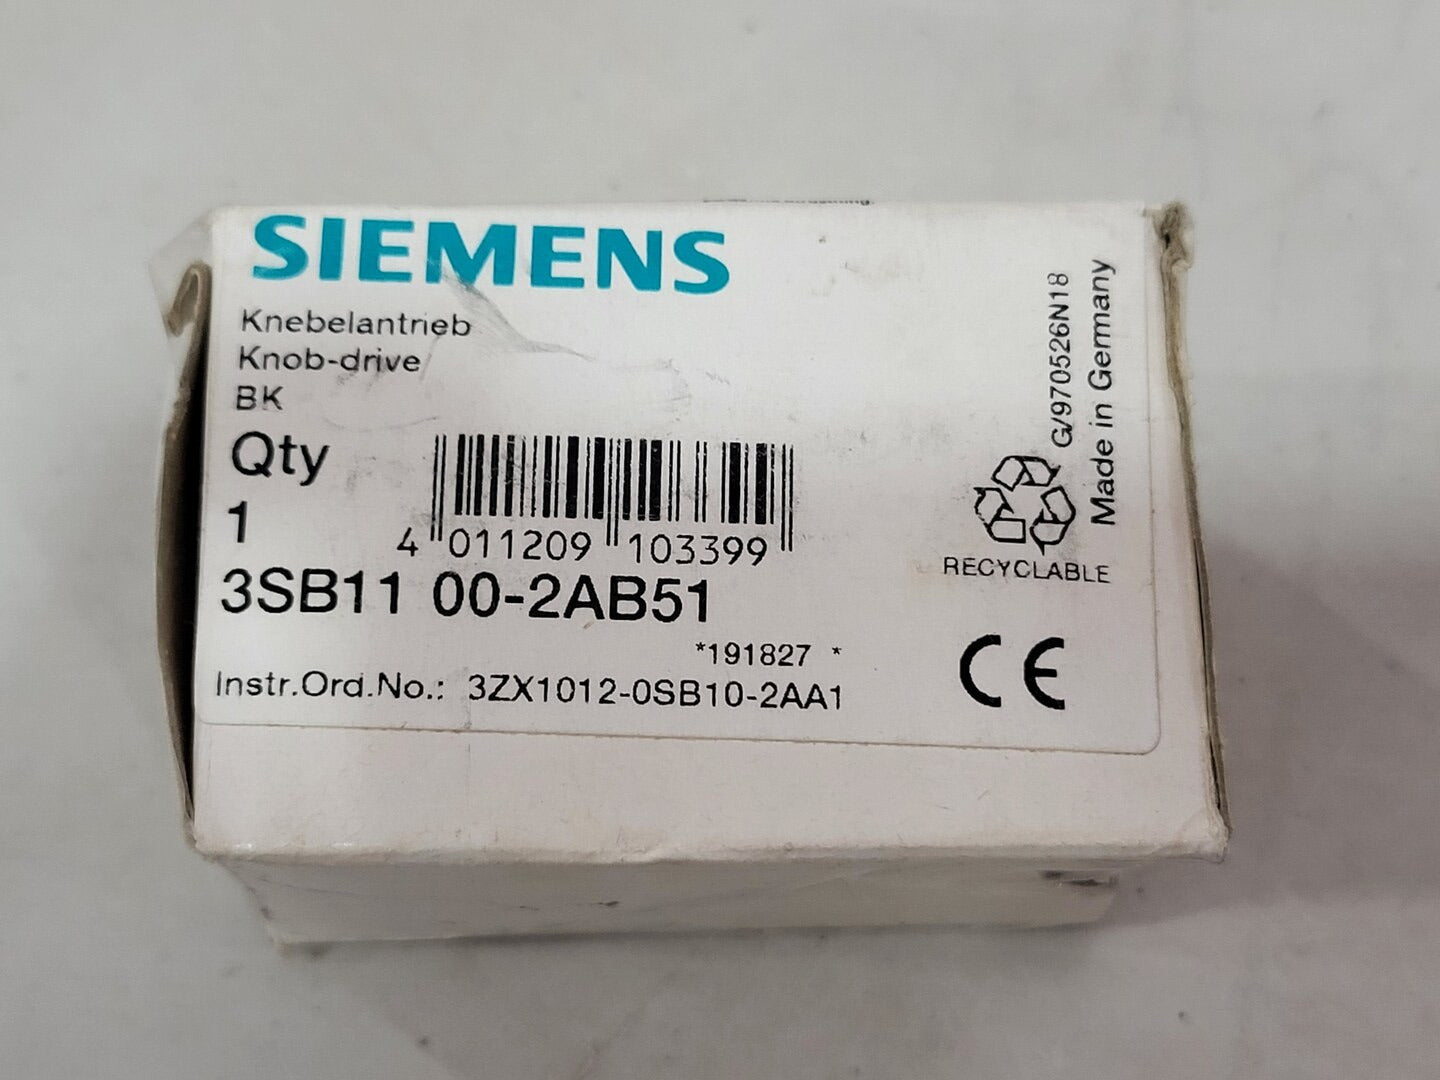 SIEMENS
Knebelantrieb
Knob-drive
BK
Qty
1
4 011209 103399
3SB11 00-2AB51
*191827 *
Instr.Ord.No.: 3ZX1012-0SB10-2AA1
G/970526N18
Made in Germany
RECYCLABLE
CE